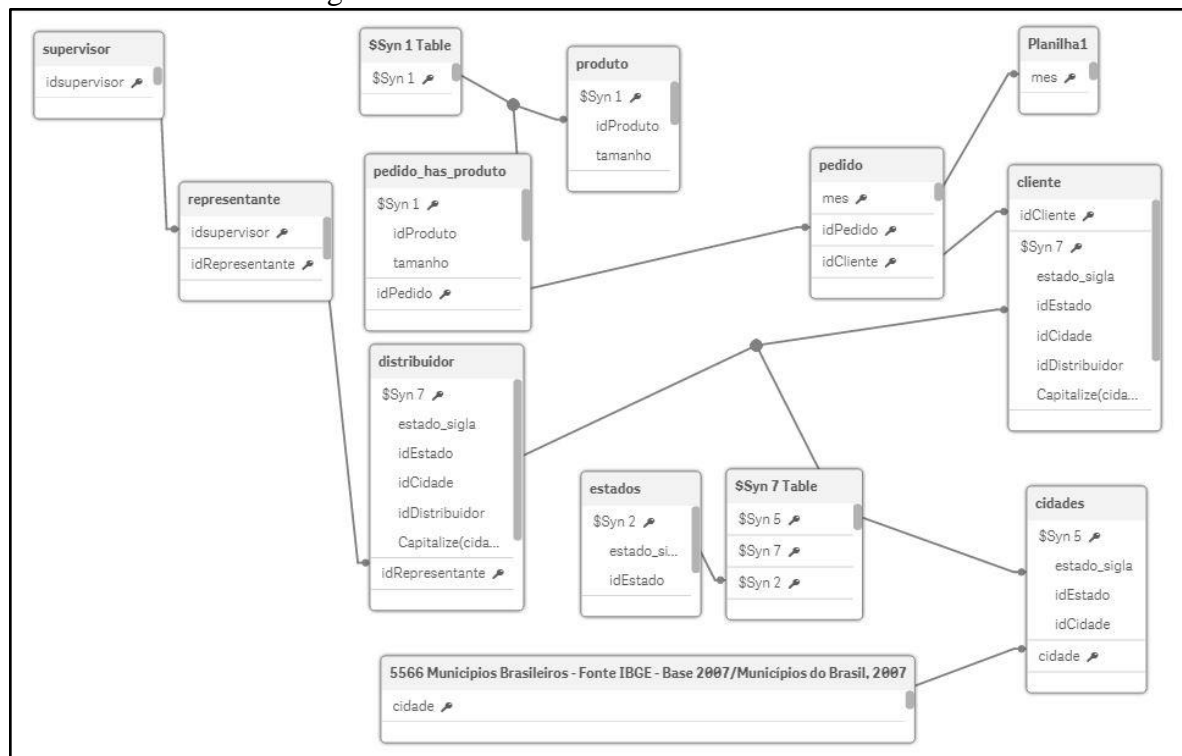 supervisor
idsupervisor
representante
idsupervisor
idRepresentante
$Syn 1 Table
$Syn 1
produto
$Syn 1
idProduto
tamanho
pedido_has_produto
$Syn 1
idProduto
tamanho
idPedido
Planilha1
mes
pedido
mes
idPedido
idCliente
cliente
idCliente
$Syn 7
estado_sigla
idEstado
idCidade
idDistribuidor
Capitalize(cida...
distribuidor
$Syn 7
estado_sigla
idEstado
idCidade
idDistribuidor
Capitalize(cida...
idRepresentante
estados
$Syn 2
estado_si...
idEstado
$Syn 7 Table
$Syn 5
$Syn 7
$Syn 2
cidades
$Syn 5
estado_sigla
idEstado
idCidade
cidade
5566 Municipios Brasileiros - Fonte IBGE - Base 2007/Municípios do Brasil, 2007
cidade